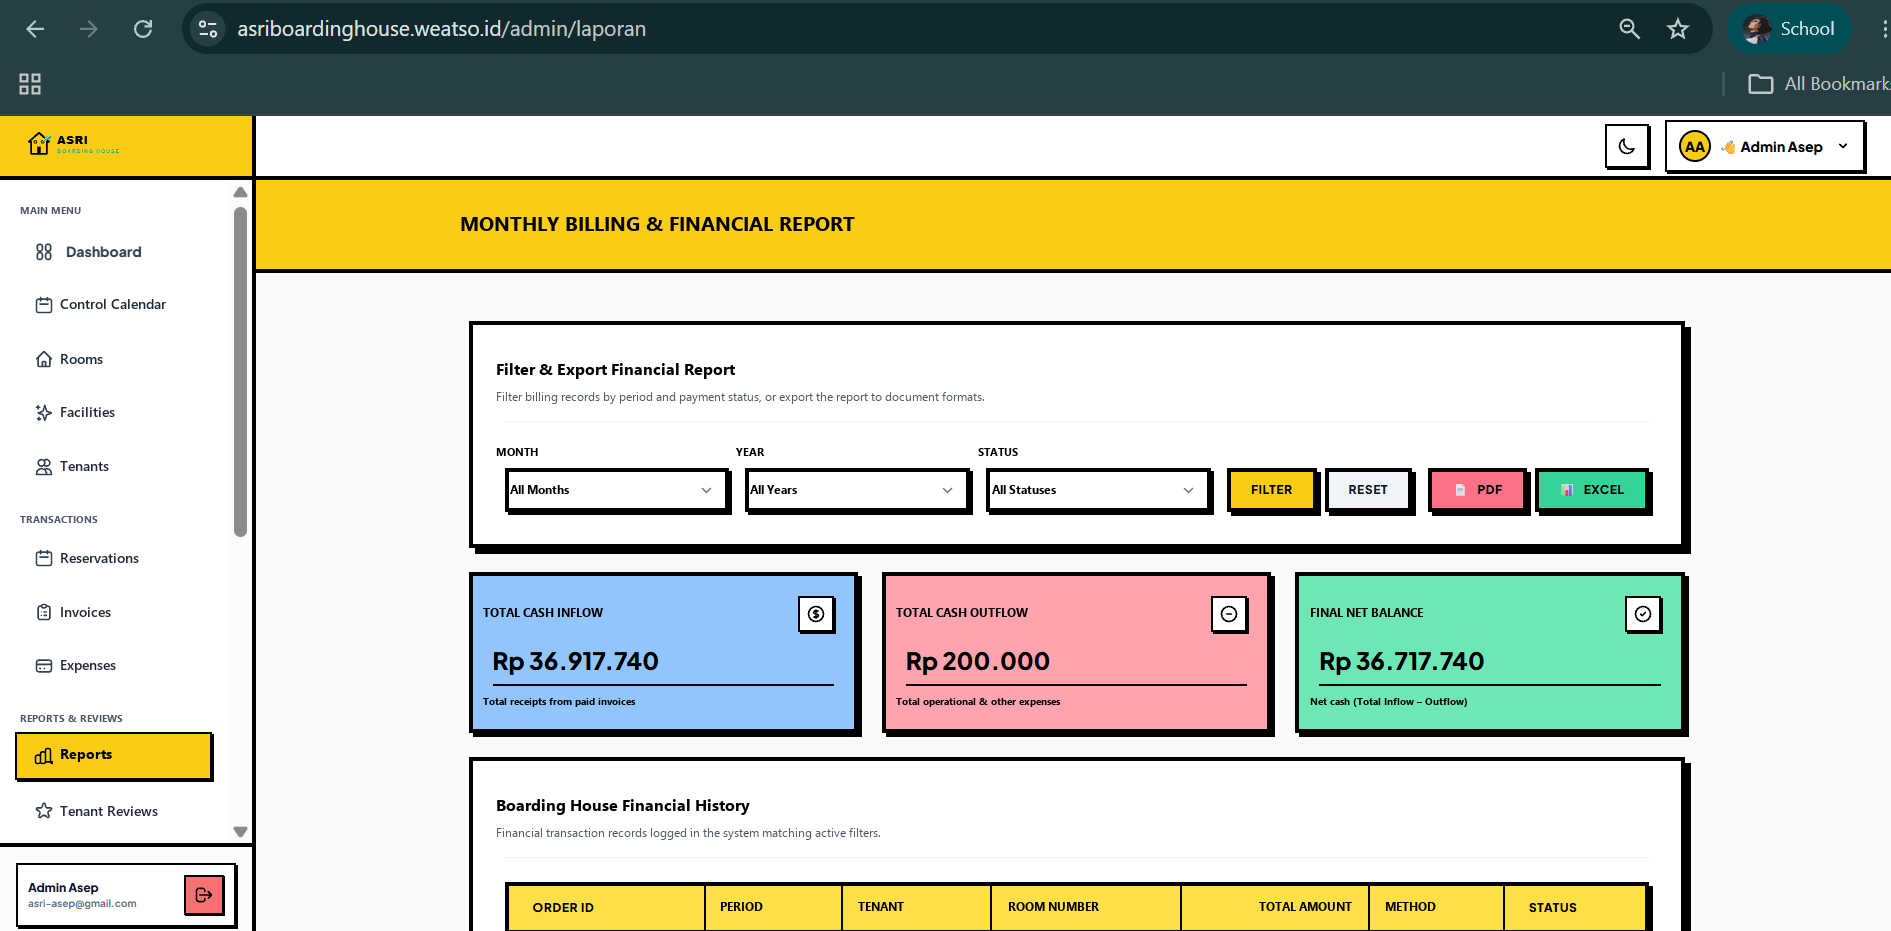 asriboardinghouse.weatso.id/admin/laporan
School
All Bookmarks
ASRI
BOARDING HOUSE
AA 👋 Admin Asep
MAIN MENU
Dashboard
Control Calendar
Rooms
Facilities
Tenants
TRANSACTIONS
Reservations
Invoices
Expenses
REPORTS & REVIEWS
Reports
Tenant Reviews
Admin Asep
asri-asep@gmail.com
MONTHLY BILLING & FINANCIAL REPORT
Filter & Export Financial Report
Filter billing records by period and payment status, or export the report to document formats.
MONTH YEAR STATUS
All Months All Years All Statuses FILTER RESET PDF EXCEL
TOTAL CASH INFLOW
Rp 36.917.740
Total receipts from paid invoices
TOTAL CASH OUTFLOW
Rp 200.000
Total operational & other expenses
FINAL NET BALANCE
Rp 36.717.740
Net cash (Total Inflow – Outflow)
Boarding House Financial History
Financial transaction records logged in the system matching active filters.
ORDER ID PERIOD TENANT ROOM NUMBER TOTAL AMOUNT METHOD STATUS